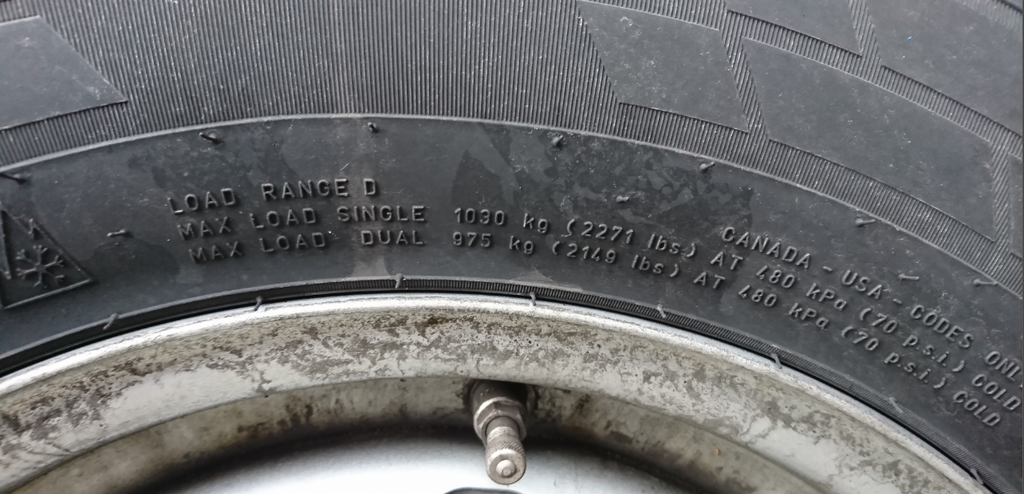 LOAD RANGE D CANADA - USA - CODES ONL
MAX LOAD SINGLE 1030 kg (2271 lbs) AT 480 kPa (70 p.s.i.) COLD
MAX LOAD DUAL 975 kg (2149 lbs) AT 480 kPa (70 p.s.i.) COLD